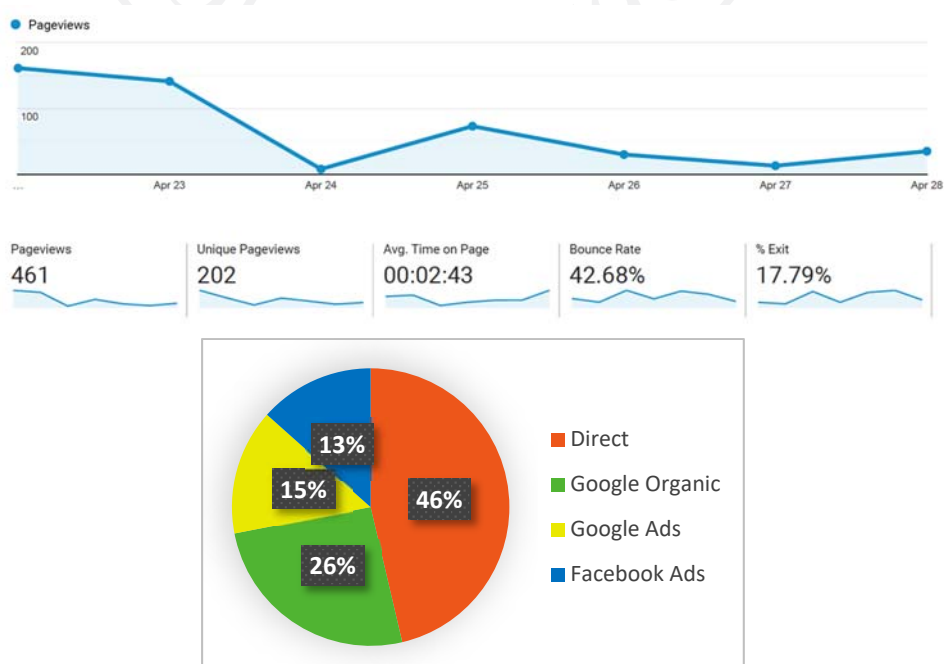 Pageviews
200
100
... Apr 23 Apr 24 Apr 25 Apr 26 Apr 27 Apr 28
Pageviews
461
Unique Pageviews
202
Avg. Time on Page
00:02:43
Bounce Rate
42.68%
% Exit
17.79%
13%
15%
46%
26%
Direct
Google Organic
Google Ads
Facebook Ads